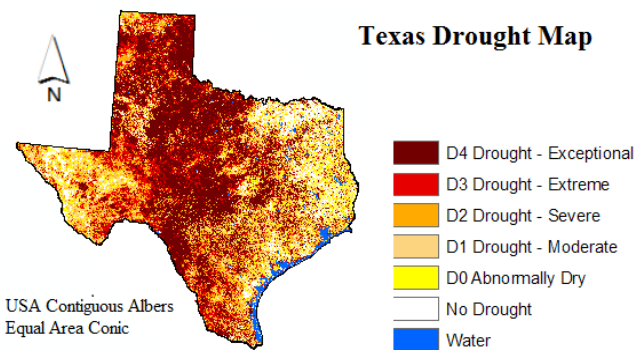 Texas Drought Map
N
D4 Drought - Exceptional
D3 Drought - Extreme
D2 Drought - Severe
D1 Drought - Moderate
D0 Abnormally Dry
No Drought
Water
USA Contiguous Albers
Equal Area Conic